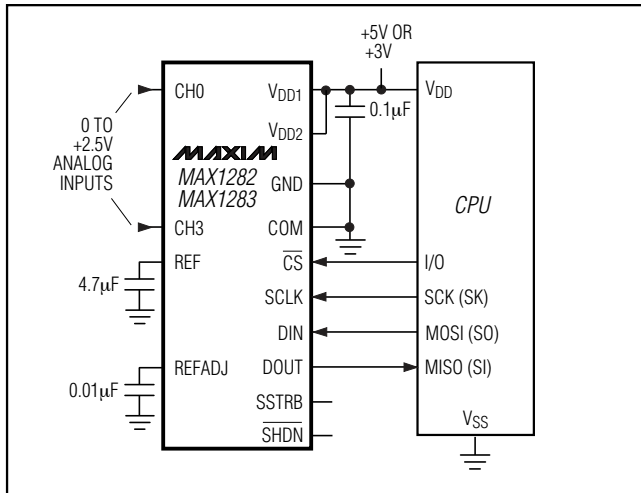 +5V OR
+3V
CH0
VDD1
VDD
0.1µF
VDD2
0 TO
+2.5V
ANALOG
INPUTS
MAXIM
MAX1282
MAX1283
GND
CPU
CH3
COM
REF
CS
I/O
4.7µF
SCLK
SCK (SK)
DIN
MOSI (SO)
REFADJ
DOUT
MISO (SI)
0.01µF
SSTRB
SHDN
VSS